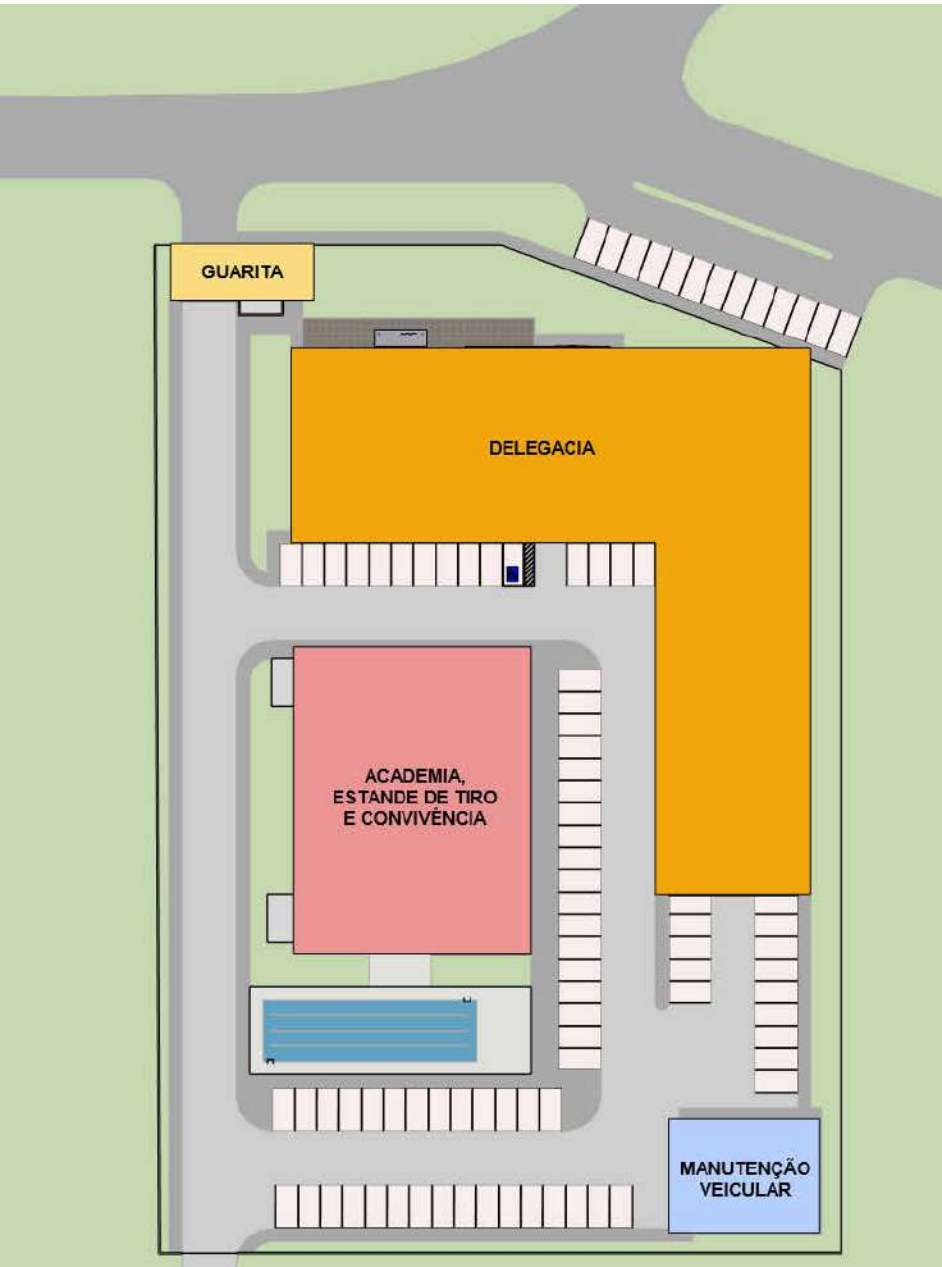 GUARITA
DELEGACIA
ACADEMIA,
ESTANDE DE TIRO
E CONVIVÊNCIA
MANUTENÇÃO
VEICULAR